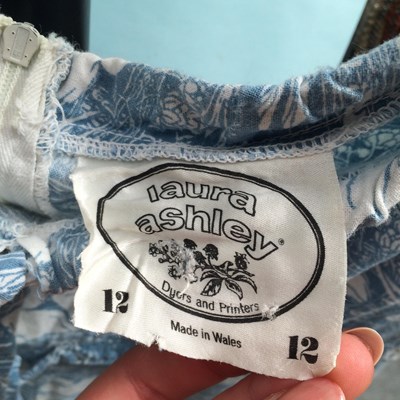 laura
ashley®
Dyers and Printers
12
Made in Wales
12